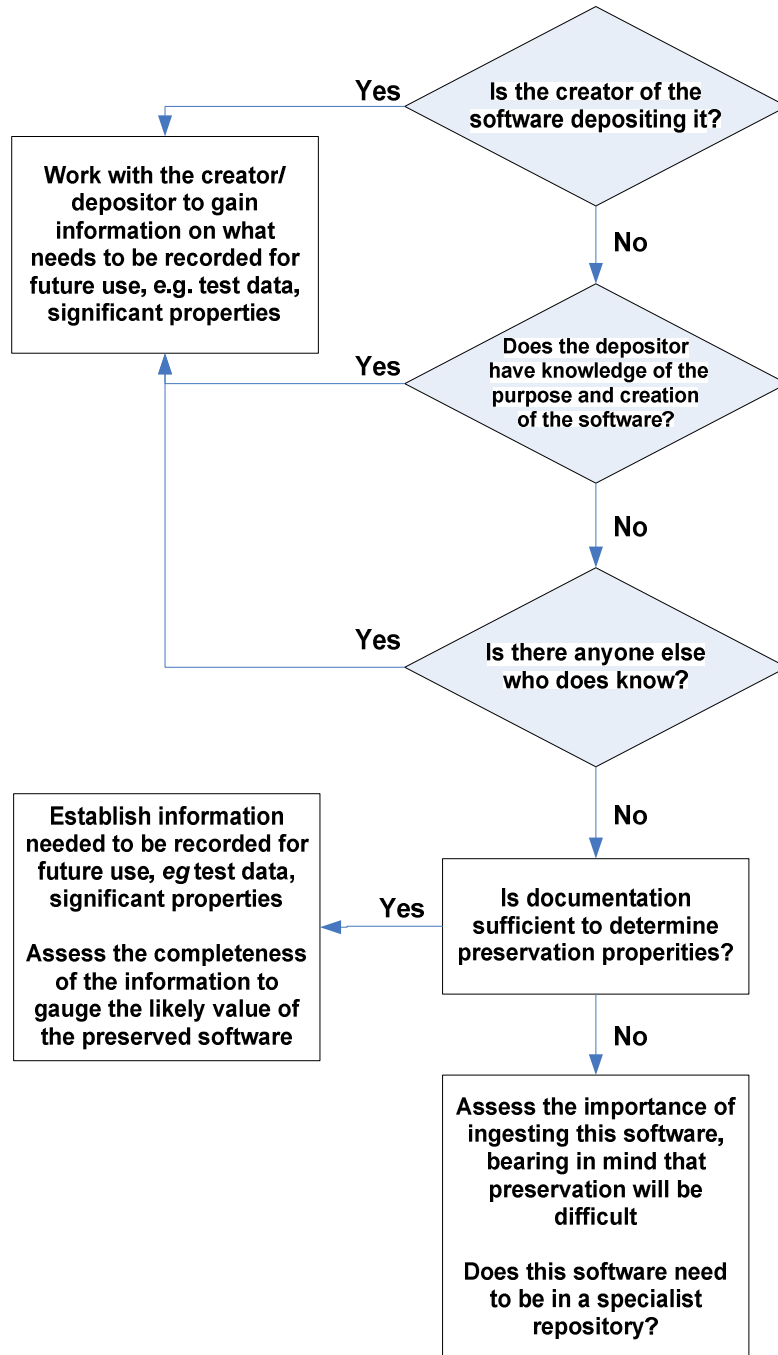 Is the creator of the
software depositing it?
Yes
No
Work with the creator/
depositor to gain
information on what
needs to be recorded for
future use, e.g. test data,
significant properties
Does the depositor
have knowledge of the
purpose and creation
of the software?
Yes
No
Is there anyone else
who does know?
Yes
No
Is documentation
sufficient to determine
preservation properities?
Yes
Establish information
needed to be recorded for
future use, eg test data,
significant properties
Assess the completeness
of the information to
gauge the likely value of
the preserved software
No
Assess the importance of
ingesting this software,
bearing in mind that
preservation will be
difficult
Does this software need
to be in a specialist
repository?